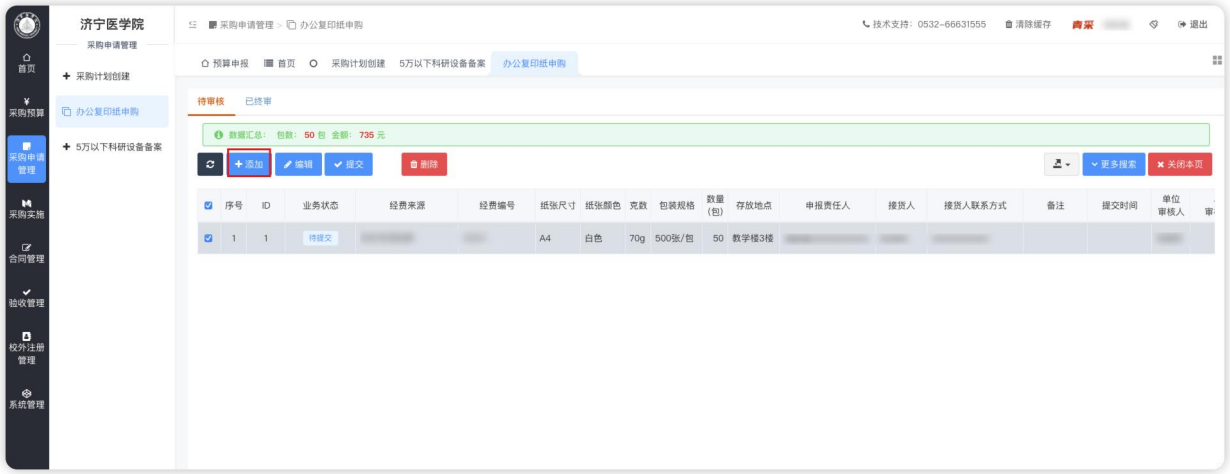 济宁医学院
采购申请管理 > 办公复印纸申购
技术支持：0532-66631555
清除缓存
青采
退出
采购申请管理
首页
采购预算
采购申请管理
采购实施
合同管理
验收管理
校外注册管理
系统管理
采购计划创建
办公复印纸申购
5万以下科研设备备案
预算申报 首页 采购计划创建 5万以下科研设备备案 办公复印纸申购
待审核 已终审
数据汇总： 包数：50 包 金额：735 元
添加 编辑 提交 删除 更多搜索 关闭本页
序号 ID 业务状态 经费来源 经费编号 纸张尺寸 纸张颜色 克数 包装规格 数量(包) 存放地点 申报责任人 接货人 接货人联系方式 备注 提交时间 单位审核人
1 1 待提交 A4 白色 70g 500张/包 50 教学楼3楼